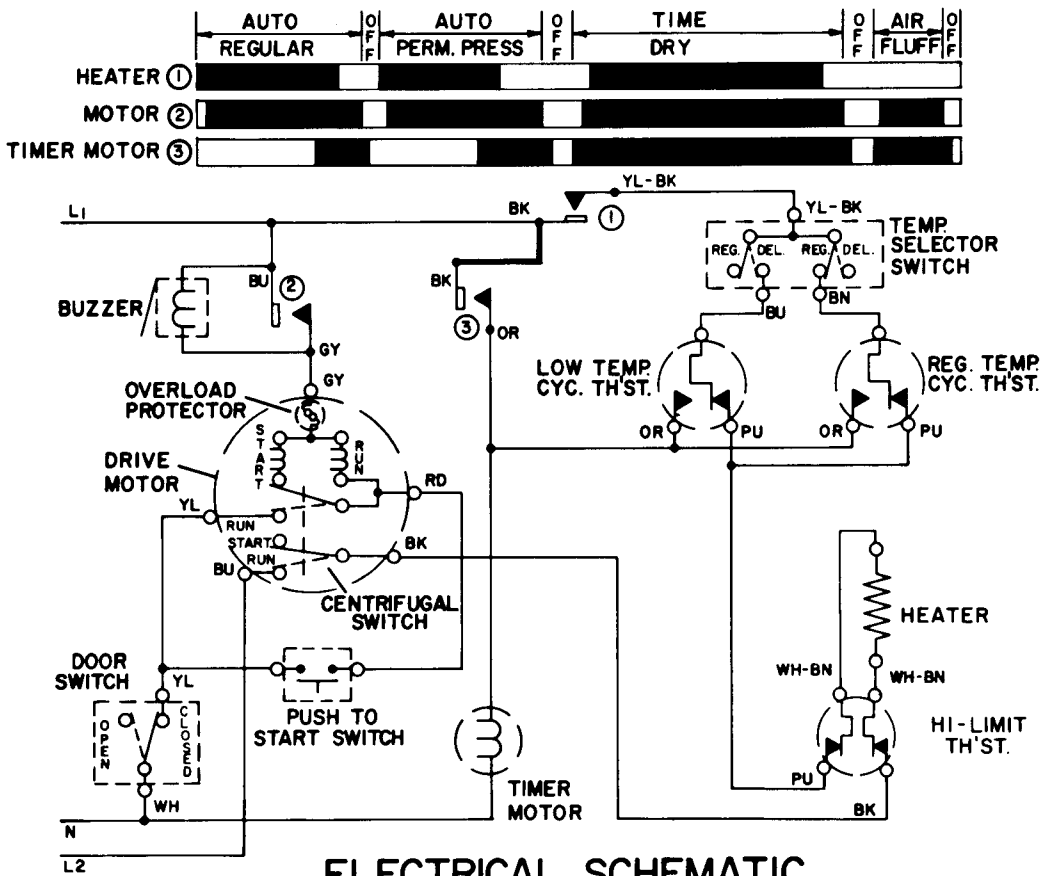 AUTO REGULAR
OFF
AUTO PERM. PRESS
OFF
TIME DRY
OFF
AIR FLUFF
OFF
HEATER ①
MOTOR ②
TIMER MOTOR ③
L1
BK
①
YL-BK
YL-BK
TEMP. SELECTOR SWITCH
REG.
DEL.
REG.
DEL.
BU
BN
BUZZER
BU
②
BK
③
OR
GY
GY
OVERLOAD PROTECTOR
LOW TEMP. CYC. TH'ST.
REG. TEMP. CYC. TH'ST.
OR
PU
OR
PU
START
RUN
DRIVE MOTOR
RD
YL
RUN
START
RUN
BU
BK
CENTRIFUGAL SWITCH
HEATER
DOOR SWITCH
YL
OPEN
CLOSED
WH
PUSH TO START SWITCH
TIMER MOTOR
WH-BN
WH-BN
HI-LIMIT TH'ST.
PU
BK
N
L2
ELECTRICAL SCHEMATIC